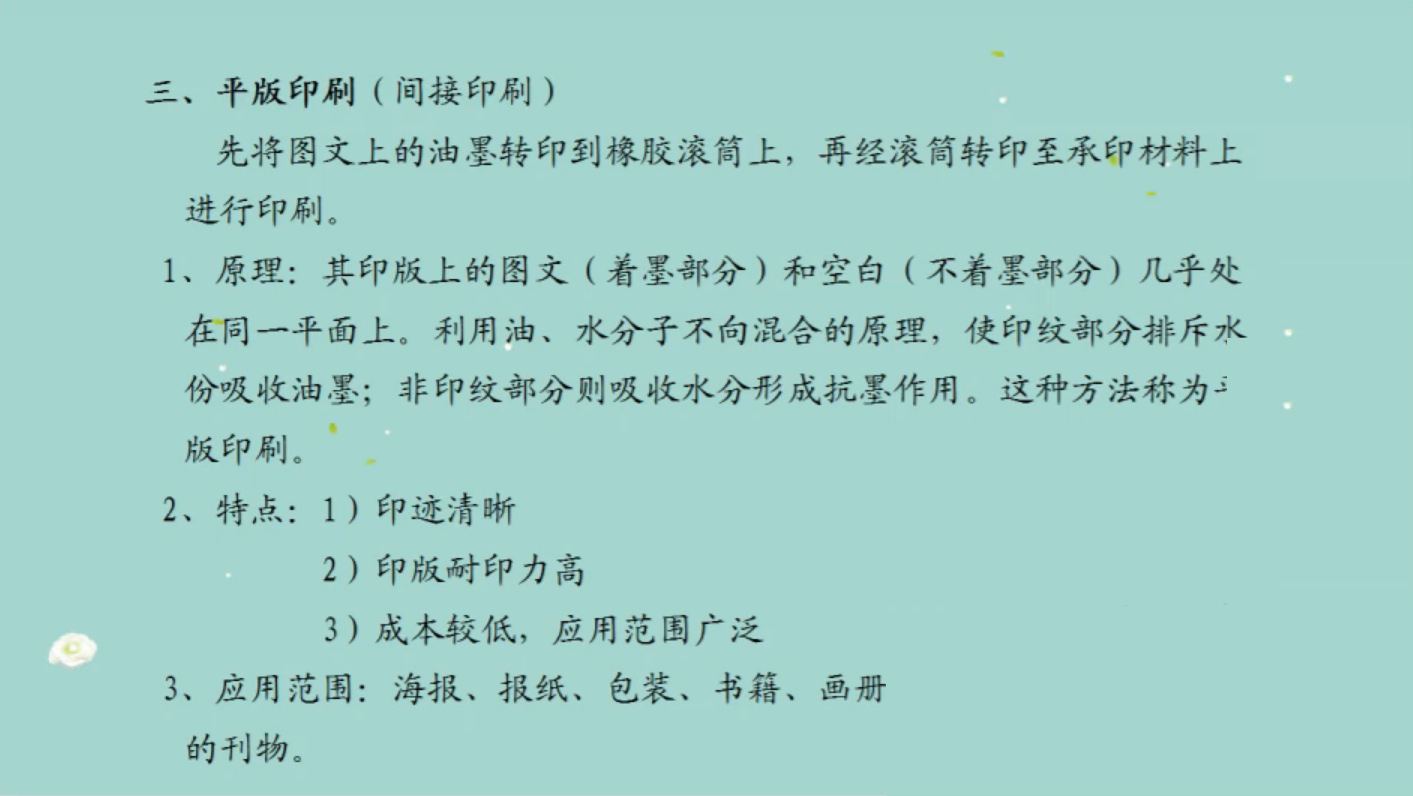 三、平版印刷（间接印刷）
先将图文上的油墨转印到橡胶滚筒上，再经滚筒转印至承印材料上
进行印刷。
1、原理：其印版上的图文（着墨部分）和空白（不着墨部分）几乎处
在同一平面上。利用油、水分子不向混合的原理，使印纹部分排斥水
份吸收油墨；非印纹部分则吸收水分形成抗墨作用。这种方法称为平
版印刷。
2、特点：1）印迹清晰
2）印版耐印力高
3）成本较低，应用范围广泛
3、应用范围：海报、报纸、包装、书籍、画册
的刊物。